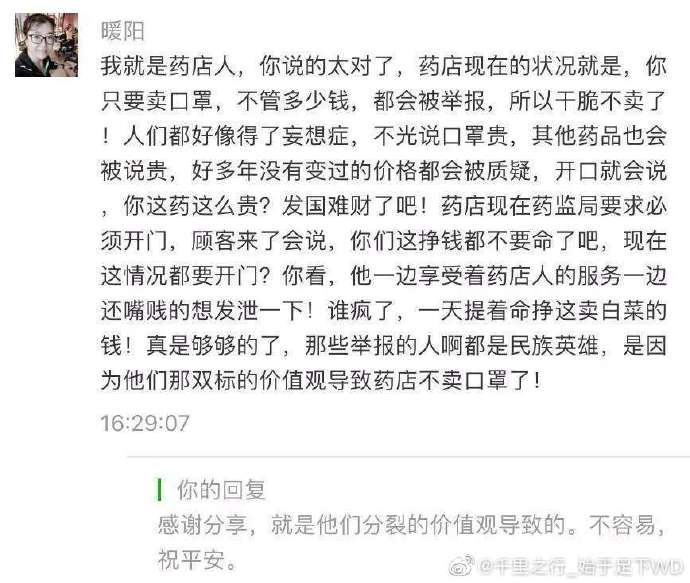 暖阳
我就是药店人，你说的太对了，药店现在的状况就是，你
只要卖口罩，不管多少钱，都会被举报，所以干脆不卖了
！人们都好像得了妄想症，不光说口罩贵，其他药品也会
被说贵，好多年没有变过的价格都会被质疑，开口就会说
，你这药这么贵？发国难财了吧！药店现在药监局要求必
须开门，顾客来了会说，你们这挣钱都不要命了吧，现在
这情况都要开门？你看，他一边享受着药店人的服务一边
还嘴贱的想发泄一下！谁疯了，一天提着命挣这卖白菜的
钱！真是够够的了，那些举报的人啊都是民族英雄，是因
为他们那双标的价值观导致药店不卖口罩了！
16:29:07
你的回复
感谢分享，就是他们分裂的价值观导致的。不容易，
祝平安。
@千里之行_始于足下WD